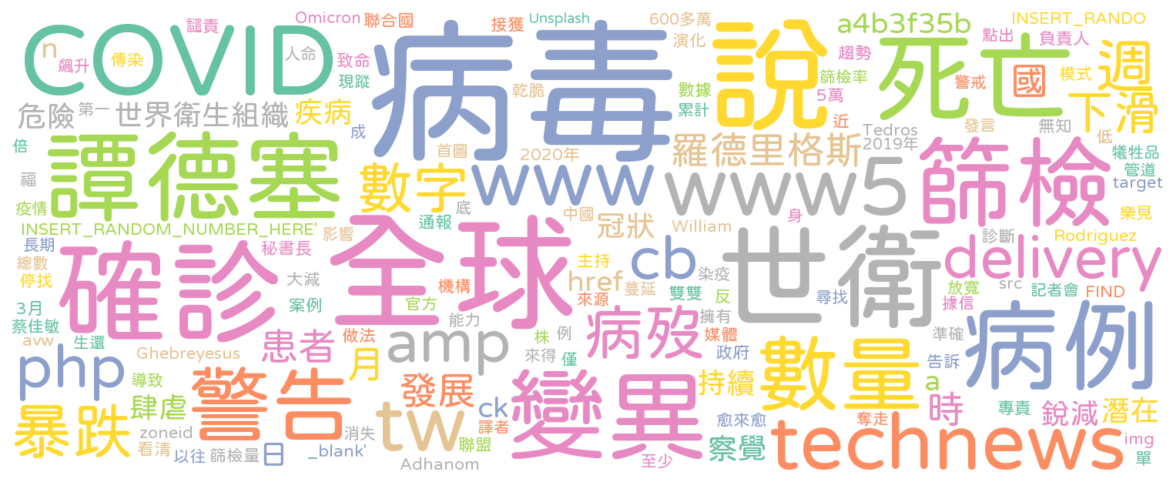 Omicron 聯合國 接獲 Unsplash 600多萬 a4b3f35b INSERT_RANDO
譴責 COVID 病毒 說 死亡 點出 負責人
n 傳染 人命 致命 演化 趨勢 國 週
飆升 現蹤 乾脆 數據 篩檢率 警戒 模式
危險 第一 世界衛生組織 疾病 累計 5萬 下滑
倍 成 首圖 2020年 羅德里格斯 近 Tedros 發言 無知 低
譚德塞 數字 www www5 2019年 篩檢 犧牲品
福 管道
疫情 通報 底 中國 冠狀 William 身 target
INSERT_RANDOM_NUMBER_HERE' 影響 樂見
長期 確診 秘書長 全球 世衛 診斷 Rodriguez
總數 大減 機構 主持 cb 染疫 反 delivery
停找 href 蔓延 雙雙 尋找 擁有 src 放寬 記者會
3月 案例 官方 來源 據信 FIND
蔡佳敏 做法 能力 株 例 病歿 媒體 準確 病例
avw 生還 患者 amp 來得 僅 政府 數量 告訴
php Ghebreyesus 月
導致 警告 發展 變異 持續 a 專責 銳減 潛在
暴跌 肆虐 tw ck 愈來愈 奪走 時
zoneid 譯者 察覺 technews img
看清 以往 篩檢量 日 消失 _blank' 聯盟 至少 單
Adhanom